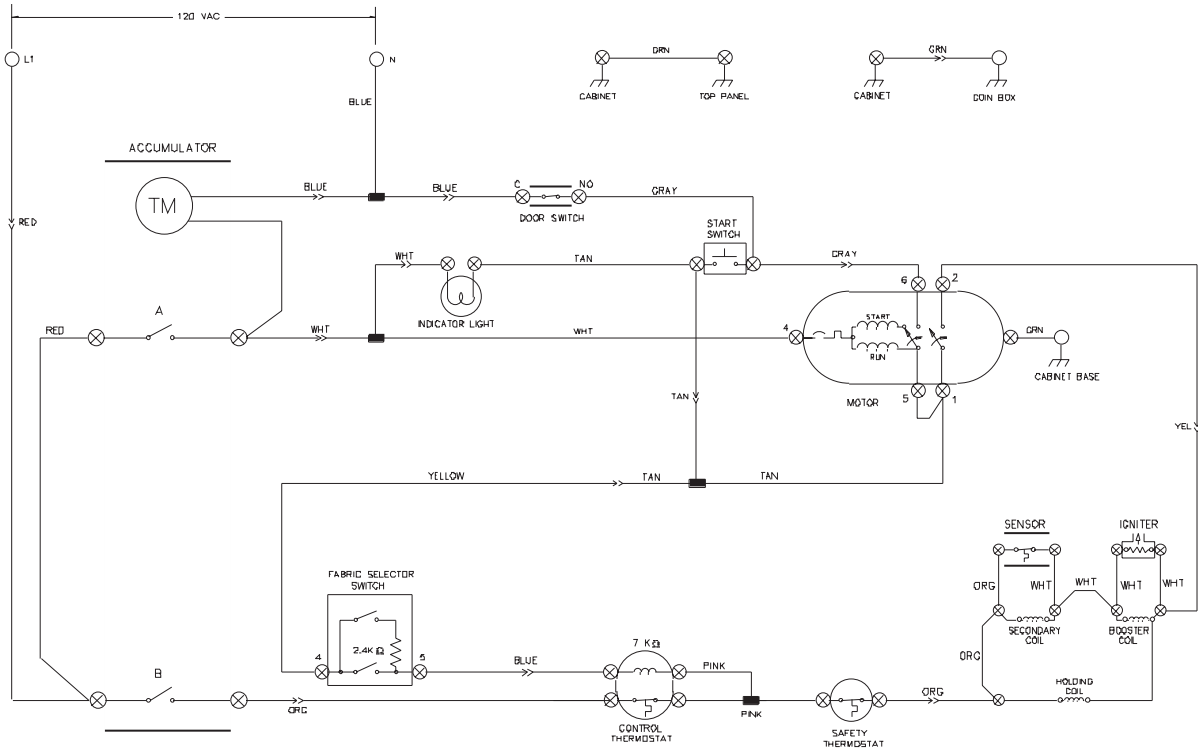 120 VAC
L1
N
GRN
GRN
CABINET
TOP PANEL
CABINET
COIN BOX
BLUE
ACCUMULATOR
TM
BLUE
BLUE
C
NO
GRAY
DOOR SWITCH
RED
START
SWITCH
WHT
TAN
GRAY
6
2
INDICATOR LIGHT
A
RED
WHT
WHT
4
START
RUN
GRN
CABINET BASE
MOTOR
5
1
TAN
YEL
YELLOW
TAN
TAN
SENSOR
IGNITER
FABRIC SELECTOR
SWITCH
ORG
WHT
WHT
WHT
WHT
SECONDARY
COIL
BOOSTER
COIL
2.4K Ω
7 KΩ
4
5
BLUE
PINK
ORG
B
ORG
HOLDING
COIL
ORG
PINK
CONTROL
THERMOSTAT
SAFETY
THERMOSTAT